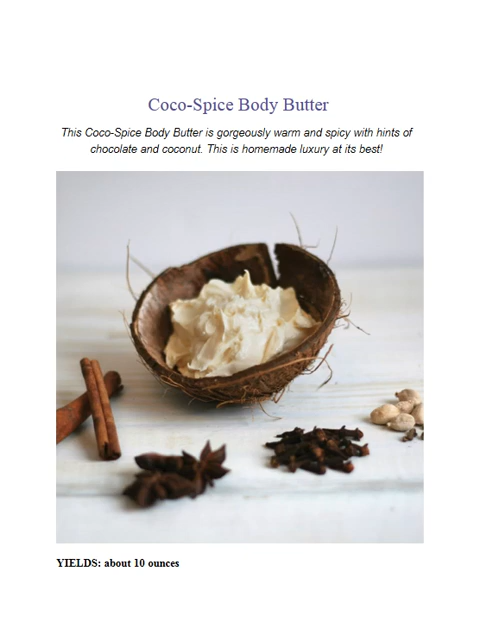 Coco-Spice Body Butter
This Coco-Spice Body Butter is gorgeously warm and spicy with hints of
chocolate and coconut. This is homemade luxury at its best!
YIELDS: about 10 ounces